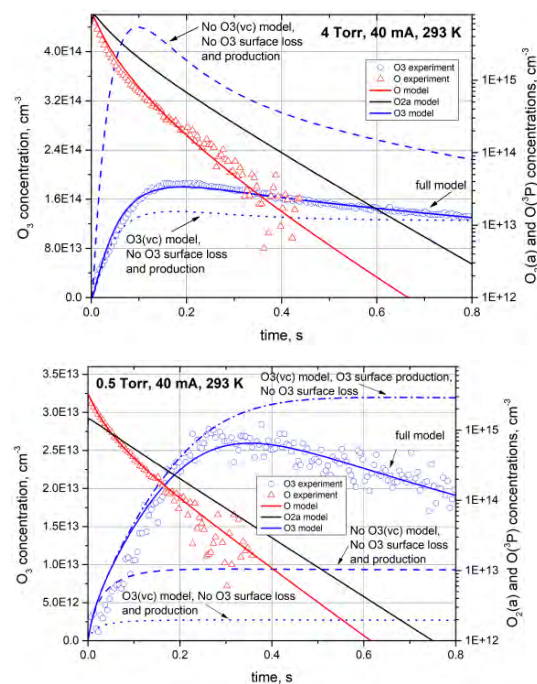 4 Torr, 40 mA, 293 K
No O3(vc) model,
No O3 surface loss
and production
O3 experiment
O experiment
O model
O2a model
O3 model
full model
O3(vc) model,
No O3 surface loss
and production
O₃ concentration, cm⁻³
4.0E14
3.2E14
2.4E14
1.6E14
8.0E13
0.0
0.0
0.2
0.4
0.6
0.8
time, s
1E15
1E14
1E13
1E12
O₂(a) and O(³P) concentrations, cm⁻³
0.5 Torr, 40 mA, 293 K
O3(vc) model, O3 surface production,
No O3 surface loss
full model
O3 experiment
O experiment
O model
O2a model
O3 model
No O3(vc) model,
No O3 surface loss
and production
O3(vc) model, No O3 surface loss
and production
O₃ concentration, cm⁻³
3.5E13
3.0E13
2.5E13
2.0E13
1.5E13
1.0E13
5.0E12
0.0
0.0
0.2
0.4
0.6
0.8
time, s
1E15
1E14
1E13
1E12
O₂(a) and O(³P) concentrations, cm⁻³